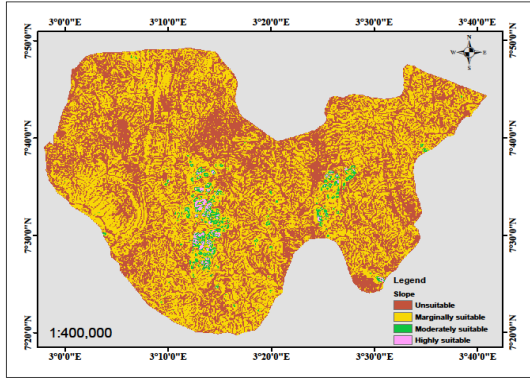 3°0'0"E 3°10'0"E 3°20'0"E 3°30'0"E 3°40'0"E
7°50'0"N 7°50'0"N
N
W E
S
7°40'0"N 7°40'0"N
7°30'0"N 7°30'0"N
Legend
Slope
Unsuitable
Marginally suitable
Moderately suitable
Highly suitable
1:400,000
7°20'0"N 7°20'0"N
3°0'0"E 3°10'0"E 3°20'0"E 3°30'0"E 3°40'0"E